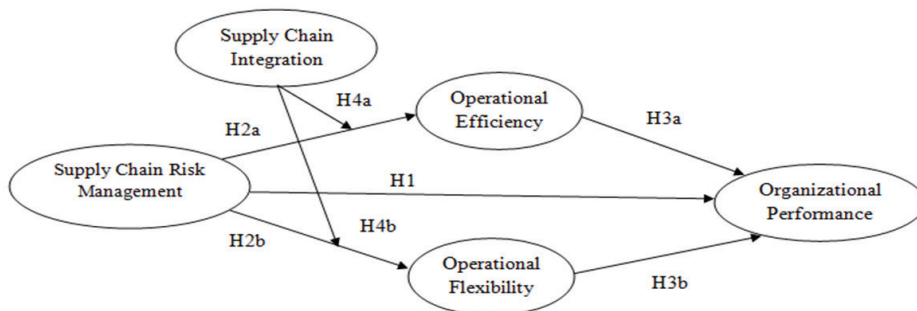 Supply Chain
Integration
H4a
H2a
Operational
Efficiency
H3a
Supply Chain Risk
Management
H1
Organizational
Performance
H4b
H2b
Operational
Flexibility
H3b